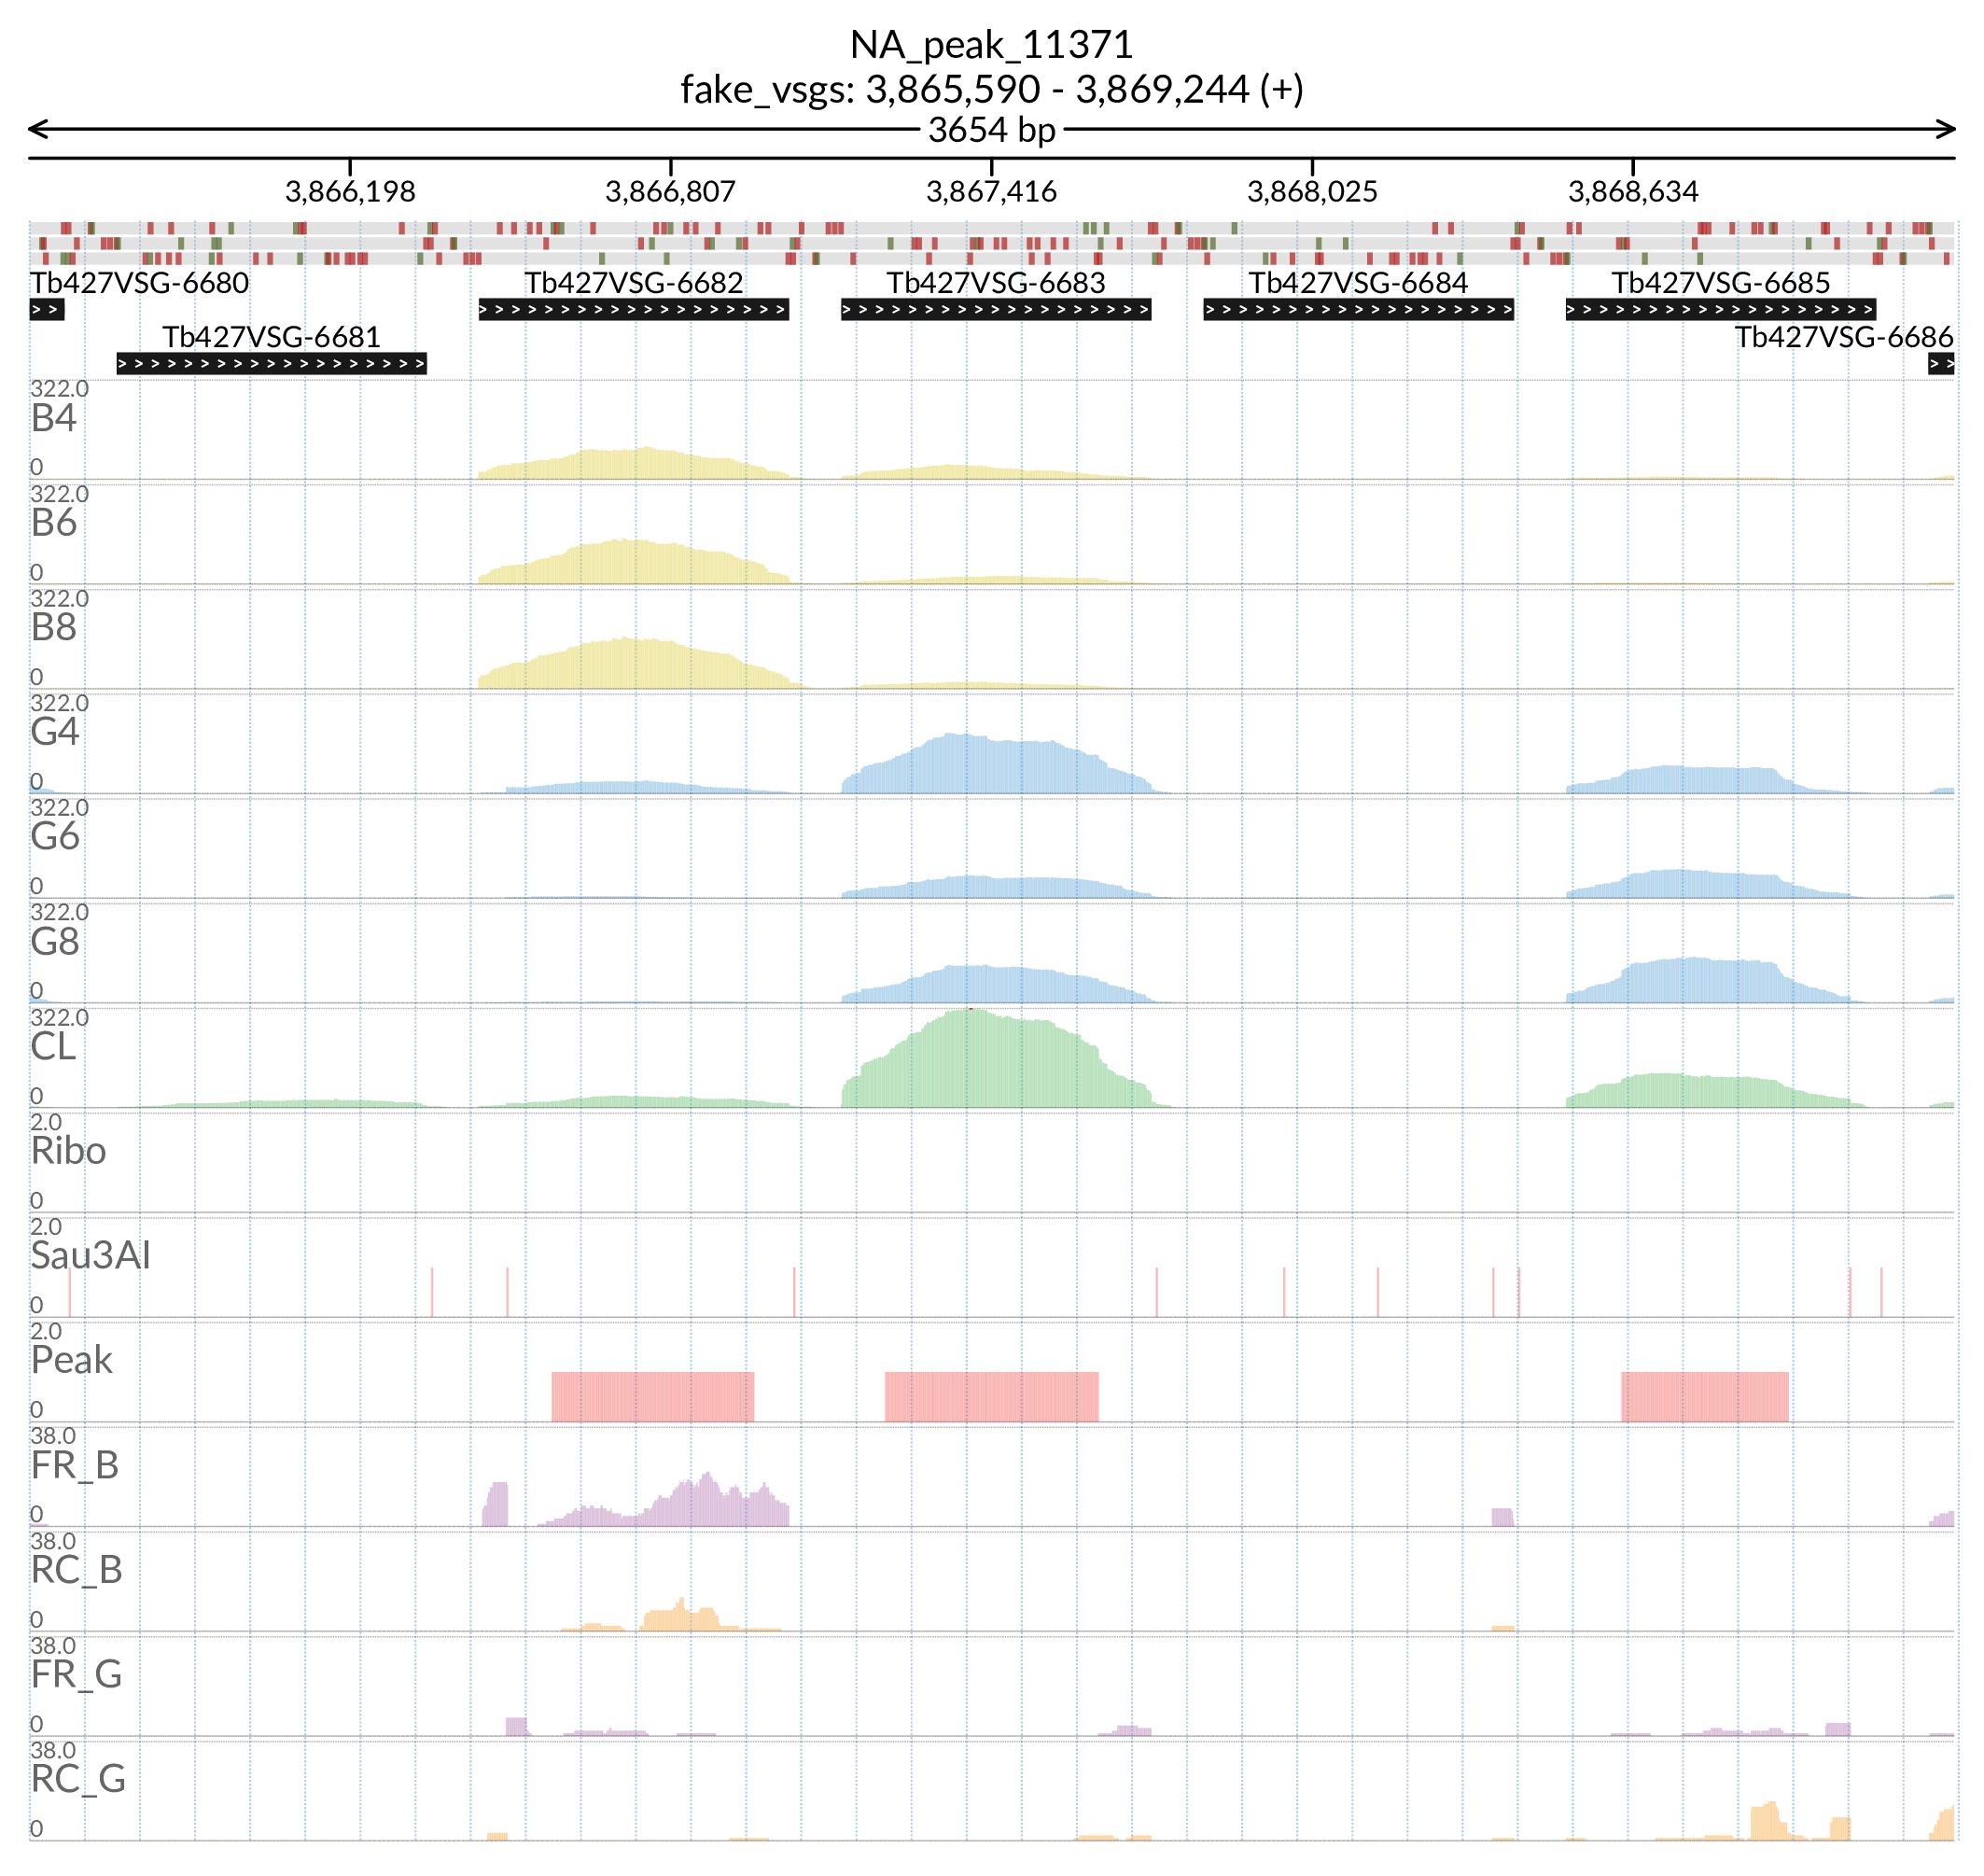 NA_peak_11371
fake_vsgs: 3,865,590 - 3,869,244 (+)
3654 bp
3,866,198 3,866,807 3,867,416 3,868,025 3,868,634
Tb427VSG-6680 Tb427VSG-6682 Tb427VSG-6683 Tb427VSG-6684 Tb427VSG-6685
> > > > > > > > > > > > > > > > > > > > > > > > > > > > > > > > > > > > > > > > > > > > > > > > > > > > > > > > > > > > > > > > > > > > > > > > > > > > > >
Tb427VSG-6681 Tb427VSG-6686
> > > > > > > > > > > > > > > > > > > > >
322.0
B4
0
322.0
B6
0
322.0
B8
0
322.0
G4
0
322.0
G6
0
322.0
G8
0
322.0
CL
0
2.0
Ribo
0
2.0
Sau3AI
0
2.0
Peak
0
38.0
FR_B
0
38.0
RC_B
0
38.0
FR_G
0
38.0
RC_G
0